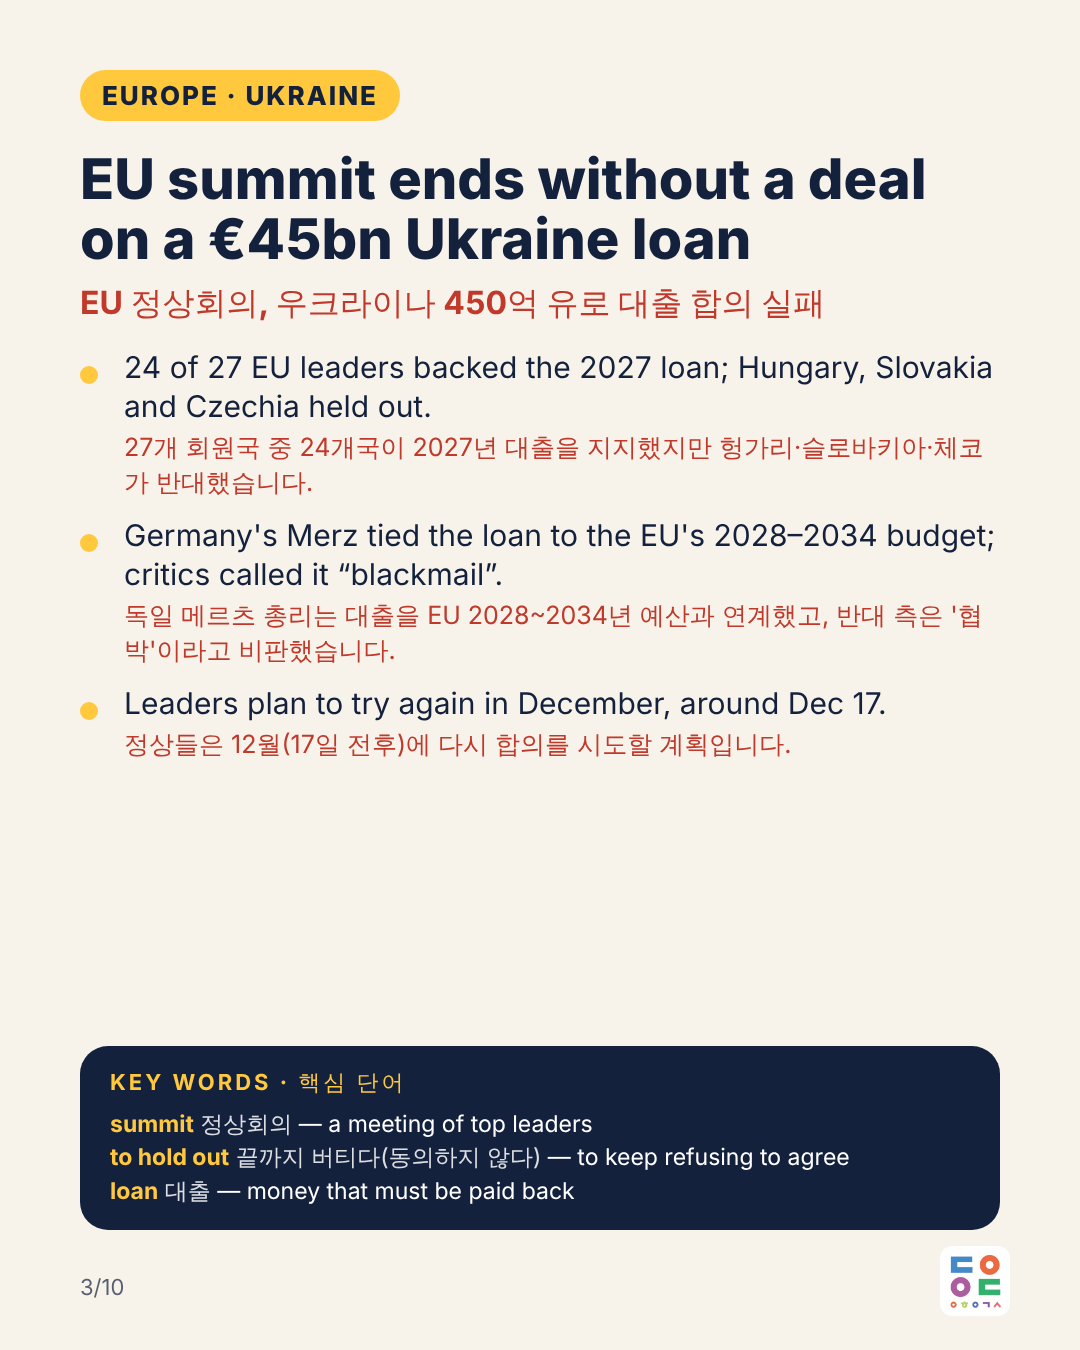 EUROPE · UKRAINE
EU summit ends without a deal
on a €45bn Ukraine loan
EU 정상회의, 우크라이나 450억 유로 대출 합의 실패
24 of 27 EU leaders backed the 2027 loan; Hungary, Slovakia
and Czechia held out.
27개 회원국 중 24개국이 2027년 대출을 지지했지만 헝가리·슬로바키아·체코
가 반대했습니다.
Germany's Merz tied the loan to the EU's 2028–2034 budget;
critics called it “blackmail”.
독일 메르츠 총리는 대출을 EU 2028~2034년 예산과 연계했고, 반대 측은 '협
박'이라고 비판했습니다.
Leaders plan to try again in December, around Dec 17.
정상들은 12월(17일 전후)에 다시 합의를 시도할 계획입니다.
KEY WORDS · 핵심 단어
summit 정상회의 — a meeting of top leaders
to hold out 끝까지 버티다(동의하지 않다) — to keep refusing to agree
loan 대출 — money that must be paid back
3/10